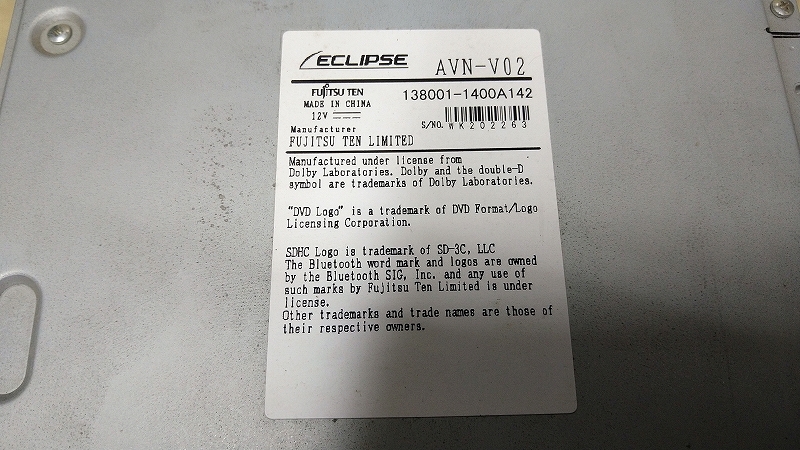 ECLIPSE AVN-V02
FUJITSU TEN 138001-1400A142
MADE IN CHINA
12V
S/NO. WK202263
Manufacturer
FUJITSU TEN LIMITED
Manufactured under license from
Dolby Laboratories. Dolby and the double-D
symbol are trademarks of Dolby Laboratories.
"DVD Logo" is a trademark of DVD Format/Logo
Licensing Corporation.
SDHC Logo is trademark of SD-3C, LLC
The Bluetooth word mark and logos are owned
by the Bluetooth SIG, Inc. and any use of
such marks by Fujitsu Ten Limited is under
license.
Other trademarks and trade names are those of
their respective owners.